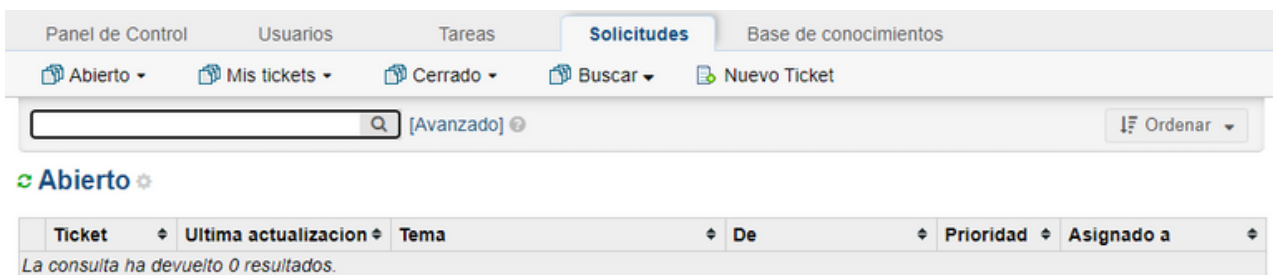 Panel de Control Usuarios Tareas Solicitudes Base de conocimientos
Abierto Mis tickets Cerrado Buscar Nuevo Ticket
[Avanzado] Ordenar
Abierto
Ticket Ultima actualizacion Tema De Prioridad Asignado a
La consulta ha devuelto 0 resultados.